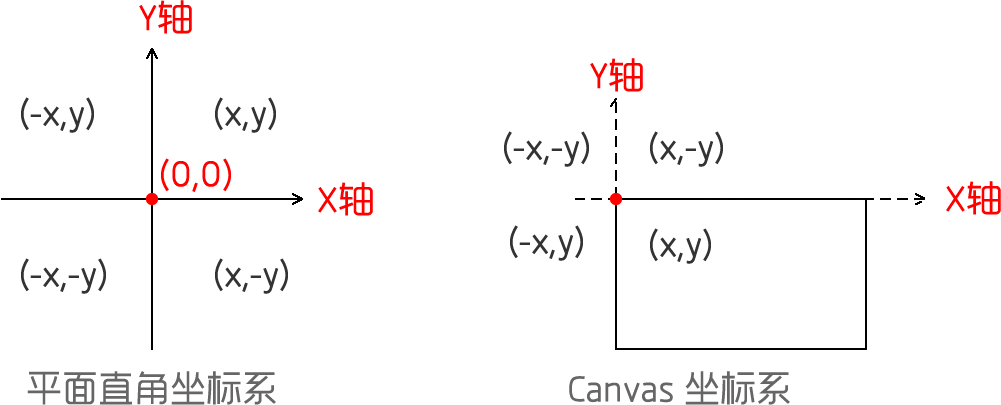 Y轴
(-x,y)
(x,y)
(0,0)
X轴
(-x,-y)
(x,-y)
平面直角坐标系
Y轴
(-x,-y)
(x,-y)
X轴
(-x,y)
(x,y)
Canvas 坐标系